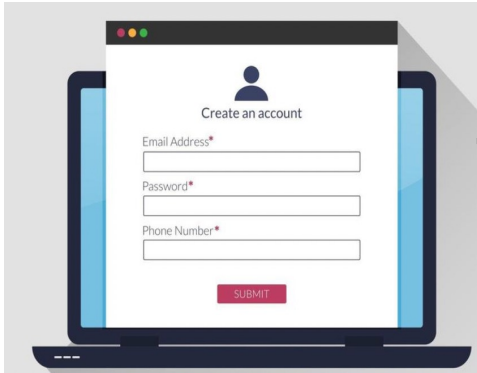 Create an account
Email Address*
Password*
Phone Number*
SUBMIT